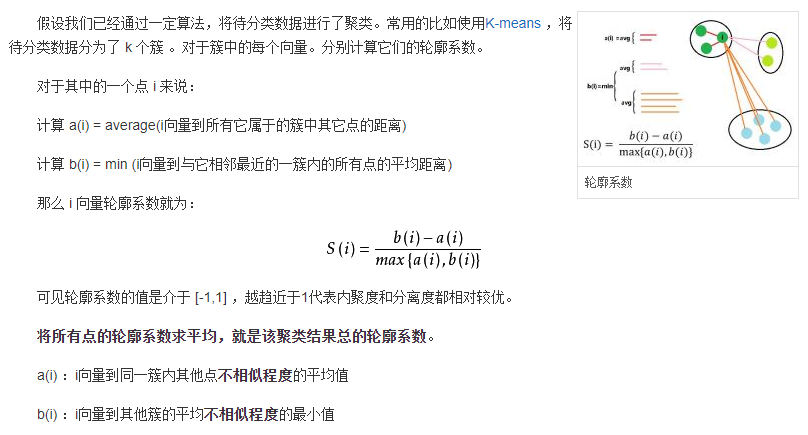 假设我们已经通过一定算法，将待分类数据进行了聚类。常用的比如使用K-means ，将
待分类数据分为了 k 个簇 。对于簇中的每个向量。分别计算它们的轮廓系数。
对于其中的一个点 i 来说：
计算 a(i) = average(i向量到所有它属于的簇中其它点的距离)
计算 b(i) = min (i向量到与它相邻最近的一簇内的所有点的平均距离)
那么 i 向量轮廓系数就为：
S(i) = \frac{b(i)-a(i)}{max{a(i),b(i)}}
可见轮廓系数的值是介于 [-1,1] ，越趋近于1代表内聚度和分离度都相对较优。
将所有点的轮廓系数求平均，就是该聚类结果总的轮廓系数。
a(i) ：i向量到同一簇内其他点不相似程度的平均值
b(i) ：i向量到其他簇的平均不相似程度的最小值
a(i) =avg
i
avg
b(i)=min
avg
S(i) = \frac{b(i) − a(i)}{max{a(i), b(i)}}
轮廓系数